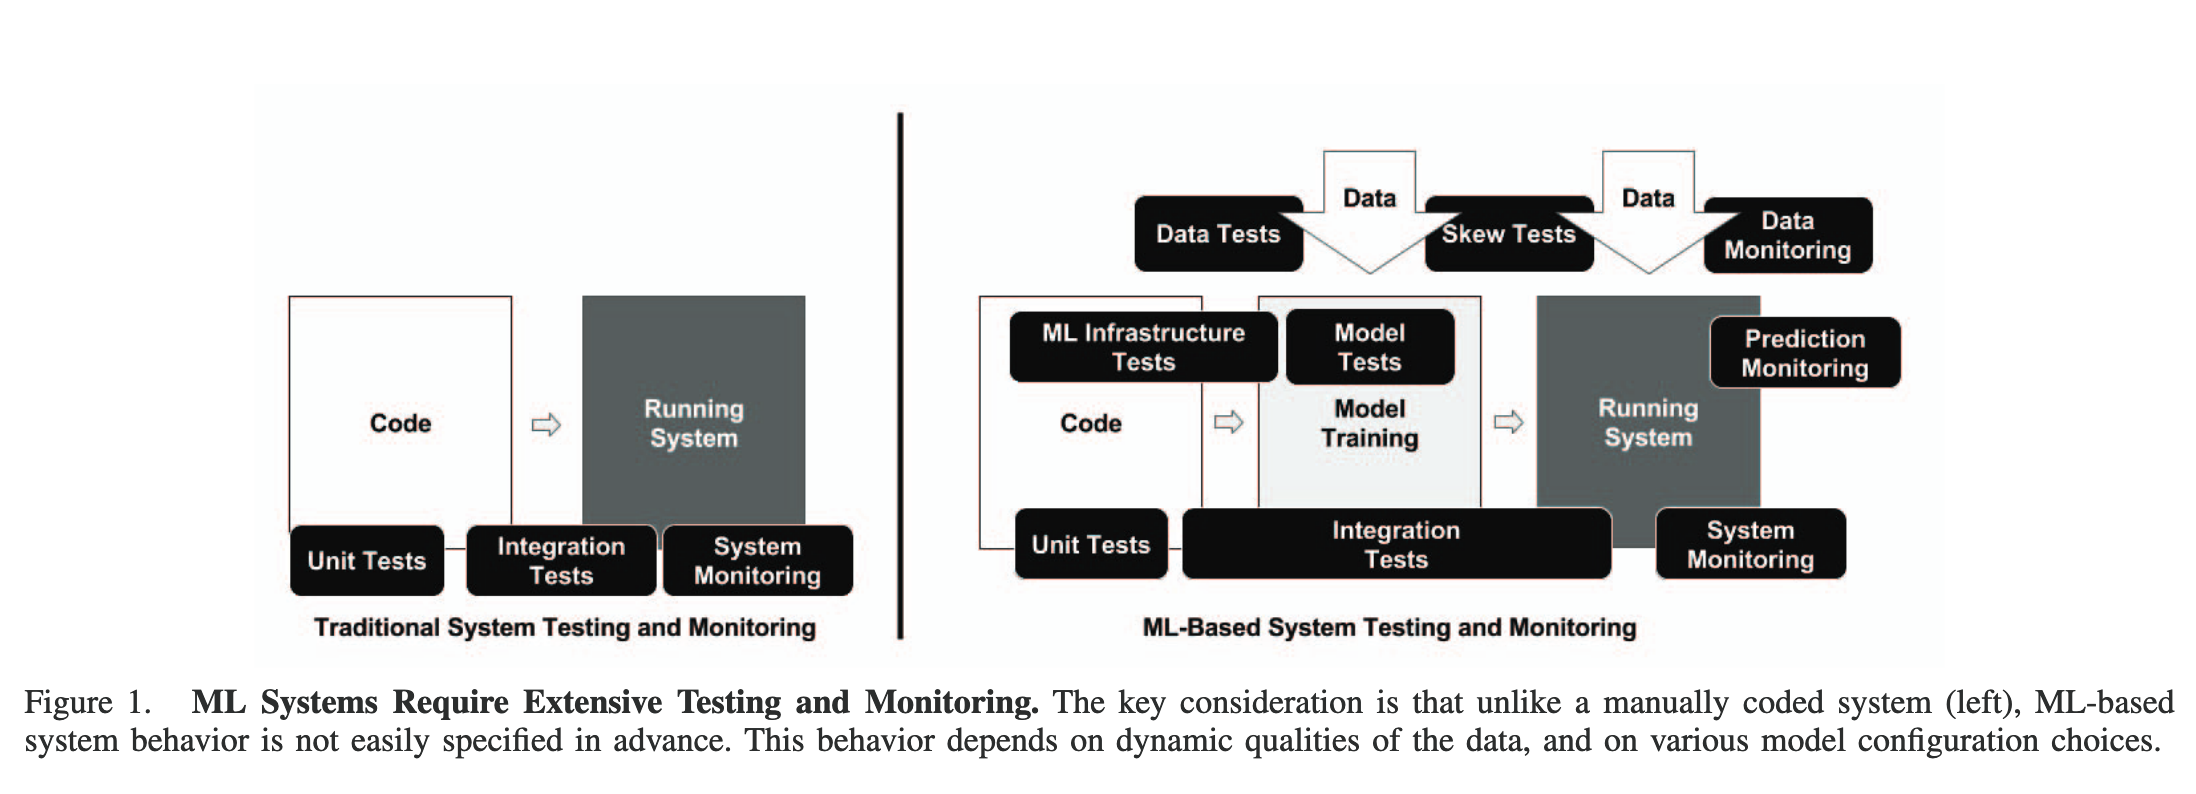 Code
Running
System
Unit Tests
Integration
Tests
System
Monitoring
Traditional System Testing and Monitoring
Data
Data
Data Tests
Skew Tests
Data
Monitoring
ML Infrastructure
Tests
Model
Tests
Prediction
Monitoring
Code
Model
Training
Running
System
Unit Tests
Integration
Tests
System
Monitoring
ML-Based System Testing and Monitoring
Figure 1. ML Systems Require Extensive Testing and Monitoring. The key consideration is that unlike a manually coded system (left), ML-based
system behavior is not easily specified in advance. This behavior depends on dynamic qualities of the data, and on various model configuration choices.